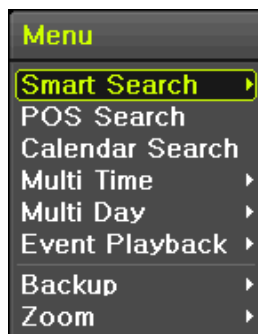 Menu
Smart Search
POS Search
Calendar Search
Multi Time
Multi Day
Event Playback
Backup
Zoom